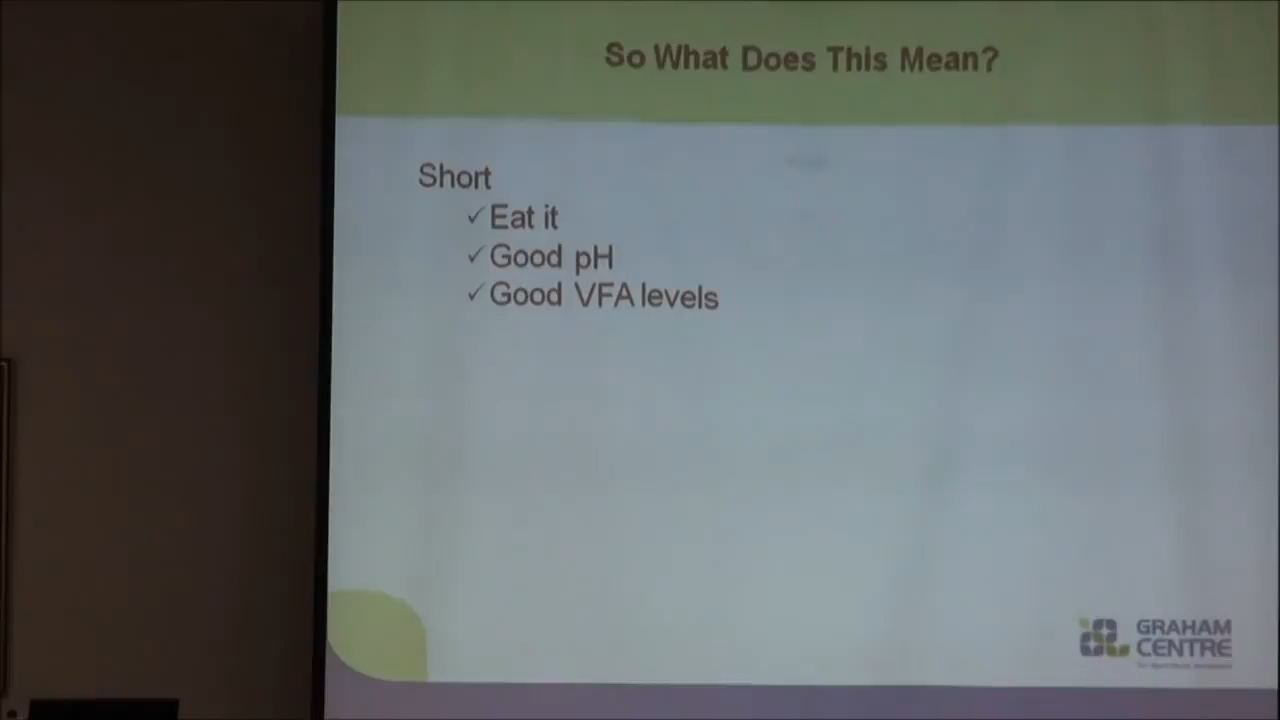 So What Does This Mean?
Short
✓Eat it
✓Good pH
✓Good VFA levels
GRAHAM
CENTRE